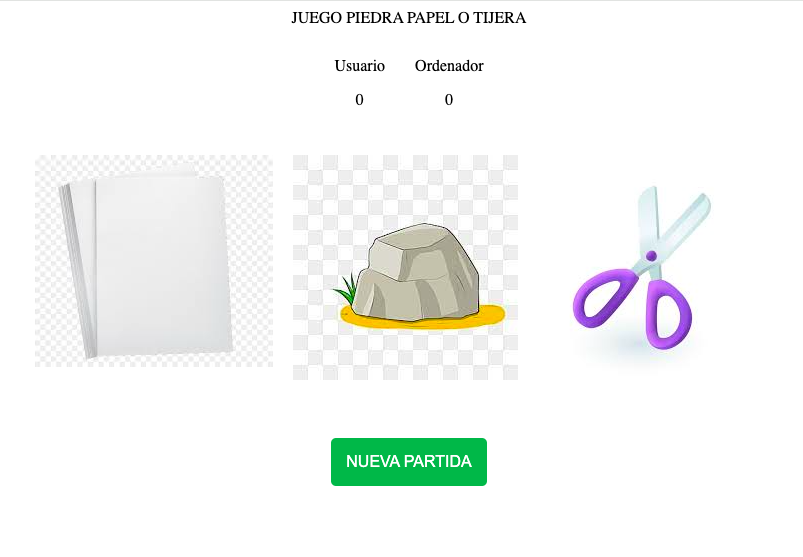 JUEGO PIEDRA PAPEL O TIJERA
Usuario Ordenador
0 0
NUEVA PARTIDA